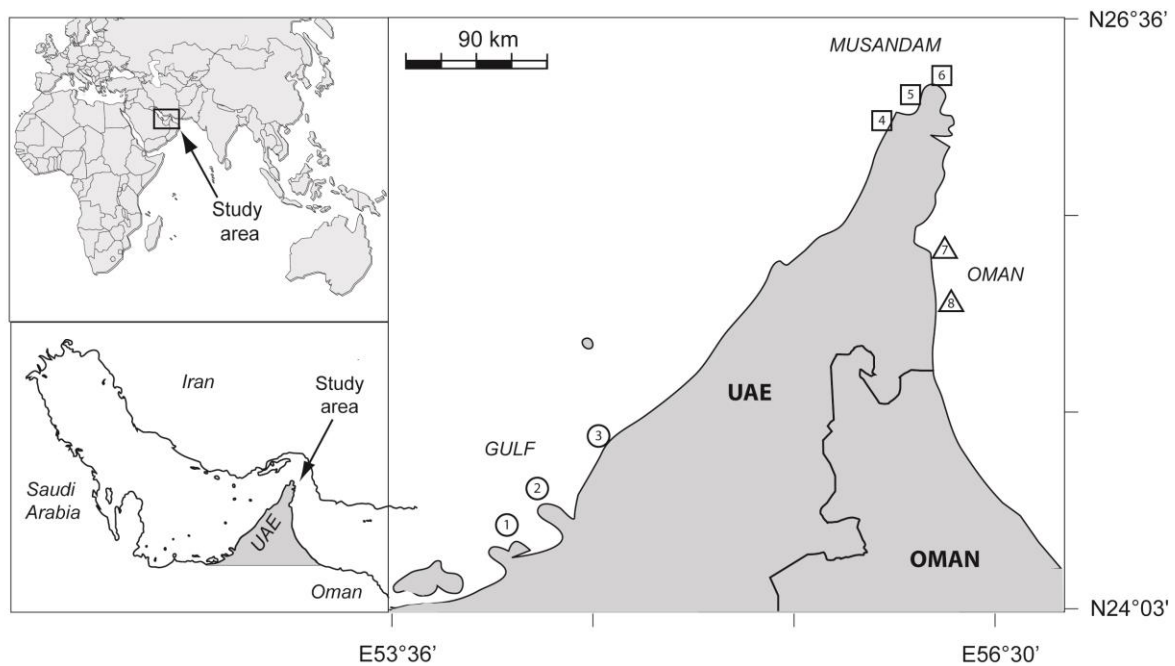 Study
area
Iran
Study
area
Saudi
Arabia
UAE
Oman
90 km
N26°36'
MUSANDAM
6
5
4
7
OMAN
8
UAE
3
GULF
2
1
OMAN
N24°03'
E53°36'
E56°30'